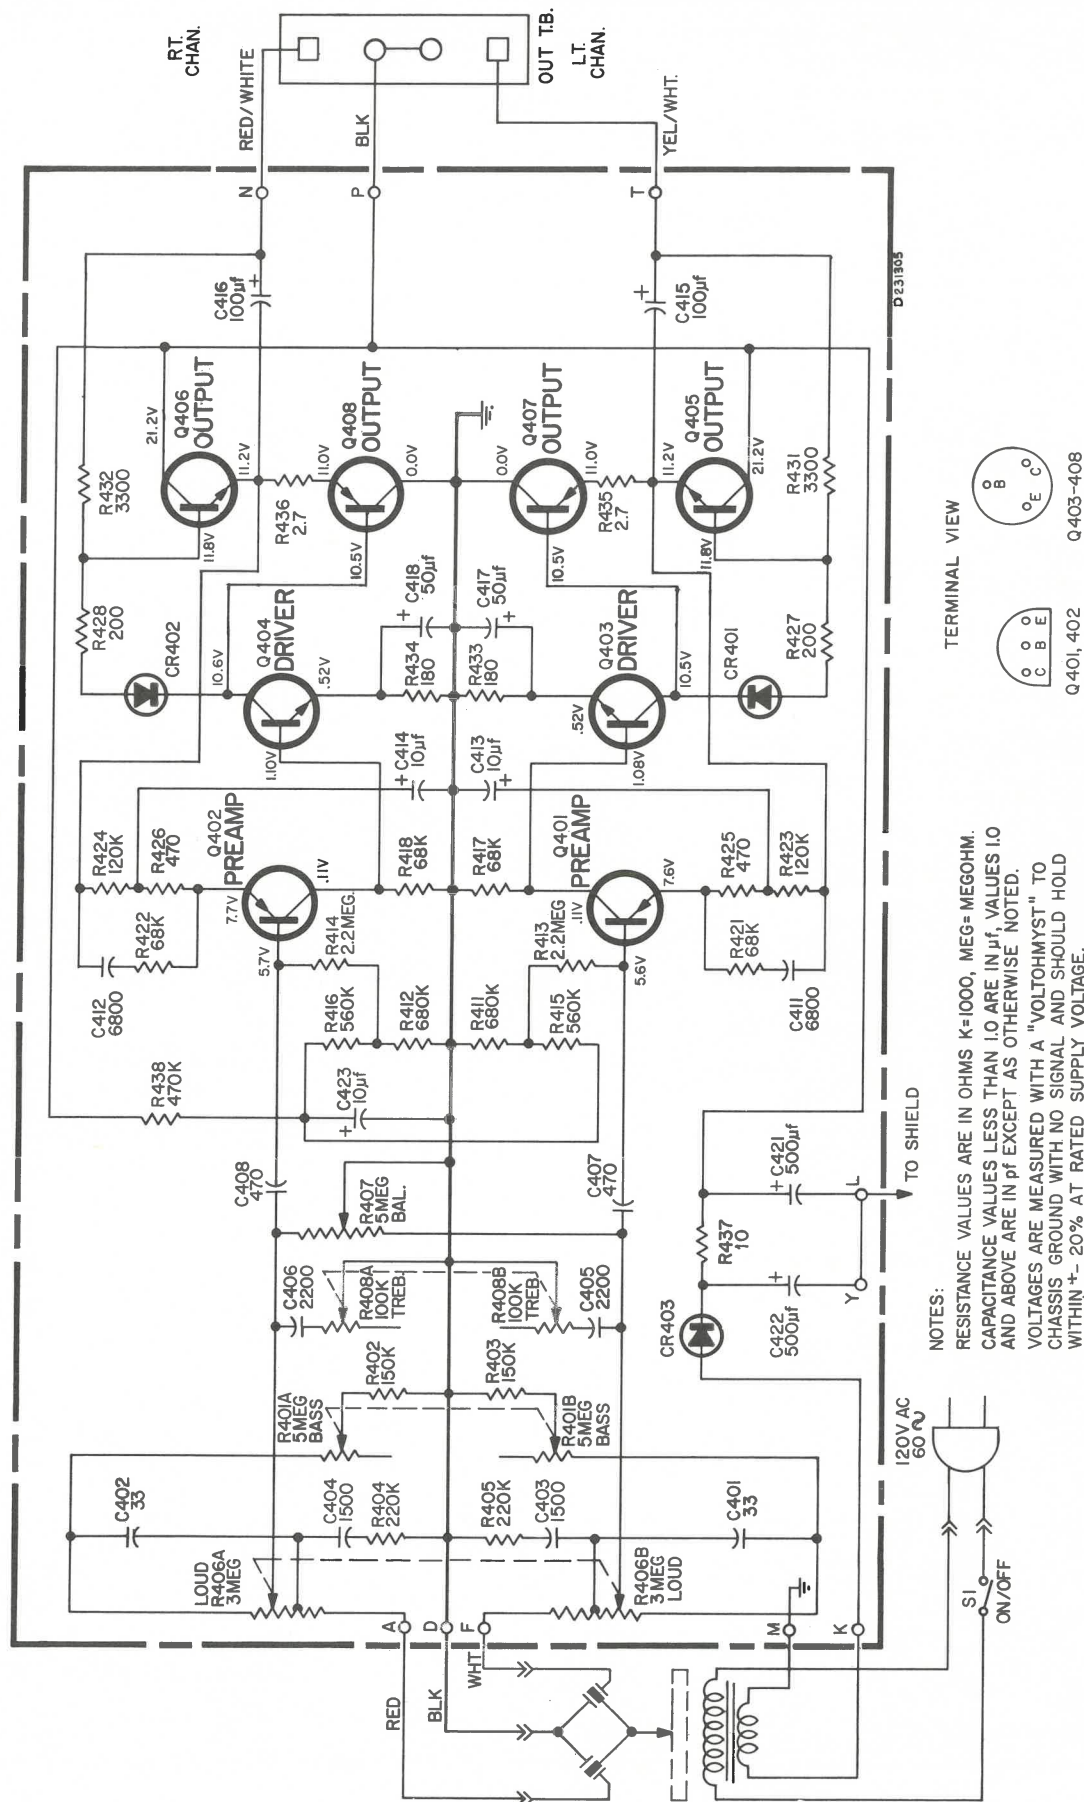 RT.
CHAN.
RED/WHITE
BLK
OUT T.B.
LT.
CHAN.
YEL/WHT.
N
P
T
D231305
C416
100µf +
+
C415
100µf
21.2V
Q406
OUTPUT
R432
3300
11.8V
11.2V
R436
2.7
11.0V
Q408
OUTPUT
10.5V
0.0V
0.0V
Q407
OUTPUT
10.5V
11.0V
R435
2.7
11.2V
Q405
OUTPUT
11.8V
21.2V
R431
3300
R428
200
CR402
10.6V
Q404
DRIVER
.52V
1.10V
R434
180
+
C418
50µf
C417
50µf
+
R433
180
.52V
Q403
DRIVER
1.08V
10.5V
CR401
R427
200
+
C414
10µf
C413
10µf
+
R424
120K
R426
470
R422
68K
C412
6800
Q402
PREAMP
7.7V
.11V
5.7V
R418
68K
R417
68K
R414
2.2MEG.
R413
2.2MEG
Q401
PREAMP
.11V
7.6V
5.6V
R425
470
R423
120K
R421
68K
C411
6800
R416
560K
R412
680K
R411
680K
R415
560K
R438
470K
C423
10µf
+
C408
470
R407
5MEG
BAL.
C407
470
C406
2200
R408A
100K
TREB.
R408B
100K
TREB.
C405
2200
R402
150K
R403
150K
R401A
5MEG
BASS
R401B
5MEG
BASS
C402
33
C404
1500
R404
220K
R405
220K
C403
1500
C401
33
LOUD
R406A
3MEG
R406B
3MEG
LOUD
A
D
F
M
K
RED
BLK
WHT
CR403
R437
10
+
C421
500µf
+
C422
500µf
Y
L
TO SHIELD
120V AC
60 ~
S1
ON/OFF
TERMINAL VIEW
C B E
Q401, 402
B
E C
Q403-408
NOTES:
RESISTANCE VALUES ARE IN OHMS K=1000, MEG= MEGOHM.
CAPACITANCE VALUES LESS THAN 1.0 ARE IN µf, VALUES 1.0
AND ABOVE ARE IN pf EXCEPT AS OTHERWISE NOTED.
VOLTAGES ARE MEASURED WITH A "VOLTOHMYST" TO
CHASSIS GROUND WITH NO SIGNAL AND SHOULD HOLD
WITHIN +- 20% AT RATED SUPPLY VOLTAGE.